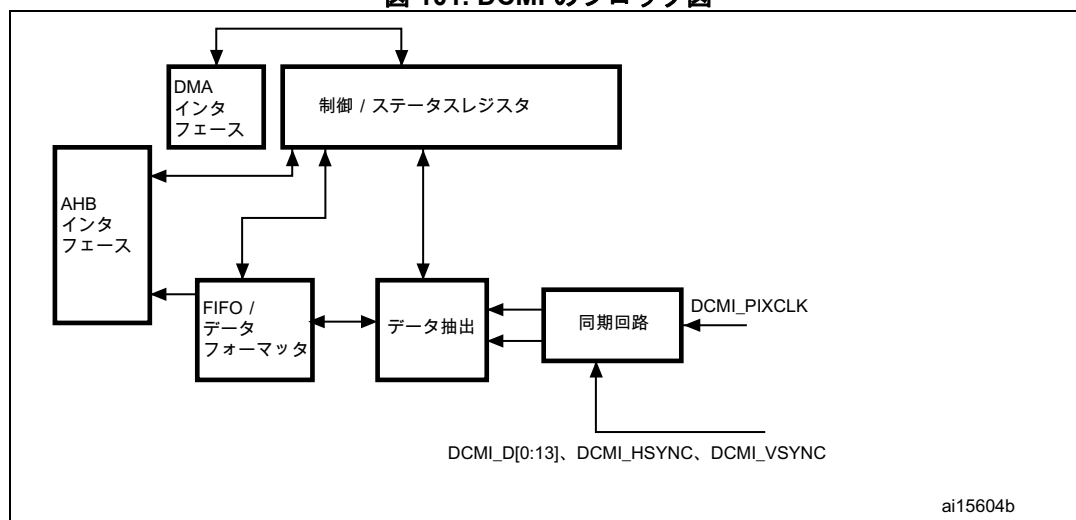 図 101. DCMI のブロック図
DMA
インタ
フェース
制御 / ステータスレジスタ
AHB
インタ
フェース
FIFO /
データ
フォーマッタ
データ抽出
同期回路
DCMI_PIXCLK
DCMI_D[0:13]、DCMI_HSYNC、DCMI_VSYNC
ai15604b